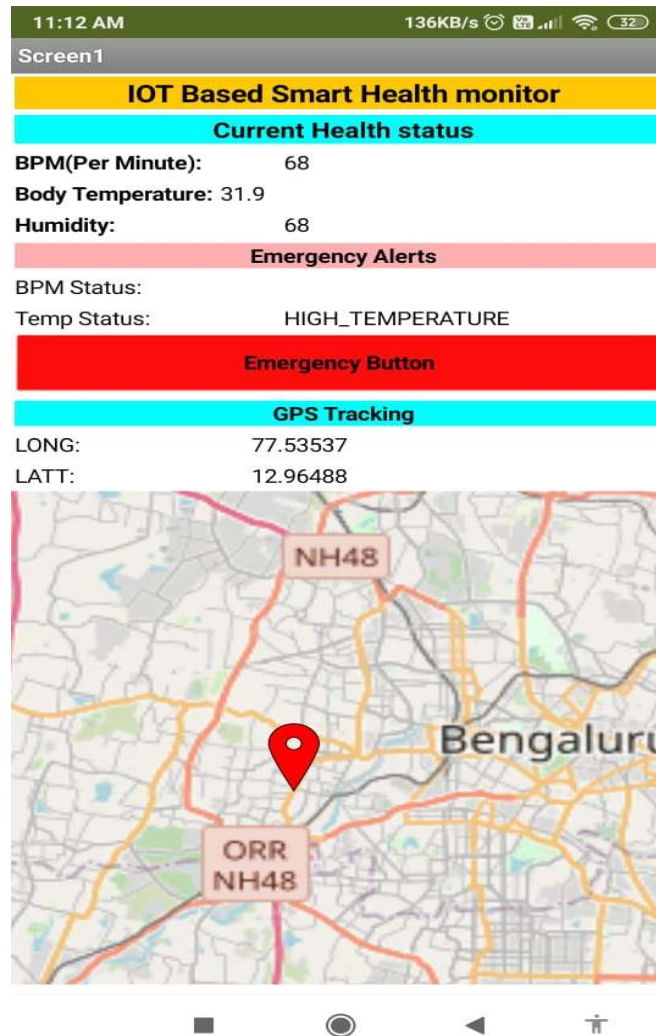 11:12 AM 136KB/s Vo LTE 32
Screen1
IOT Based Smart Health monitor
Current Health status
BPM(Per Minute): 68
Body Temperature: 31.9
Humidity: 68
Emergency Alerts
BPM Status:
Temp Status: HIGH_TEMPERATURE
Emergency Button
GPS Tracking
LONG: 77.53537
LATT: 12.96488
NH48
Bengaluru
ORR
NH48